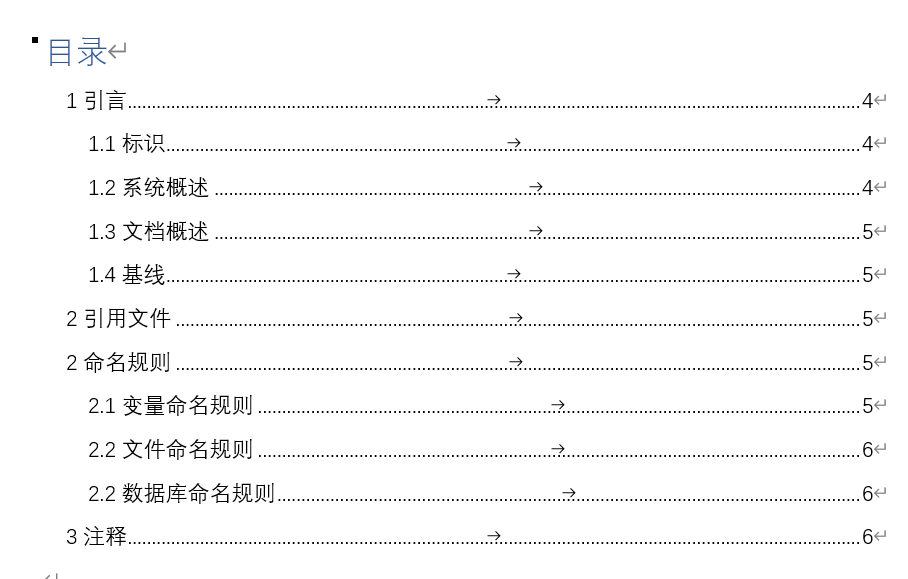 目录
1 引言 4
1.1 标识 4
1.2 系统概述 4
1.3 文档概述 5
1.4 基线 5
2 引用文件 5
2 命名规则 5
2.1 变量命名规则 5
2.2 文件命名规则 6
2.2 数据库命名规则 6
3 注释 6